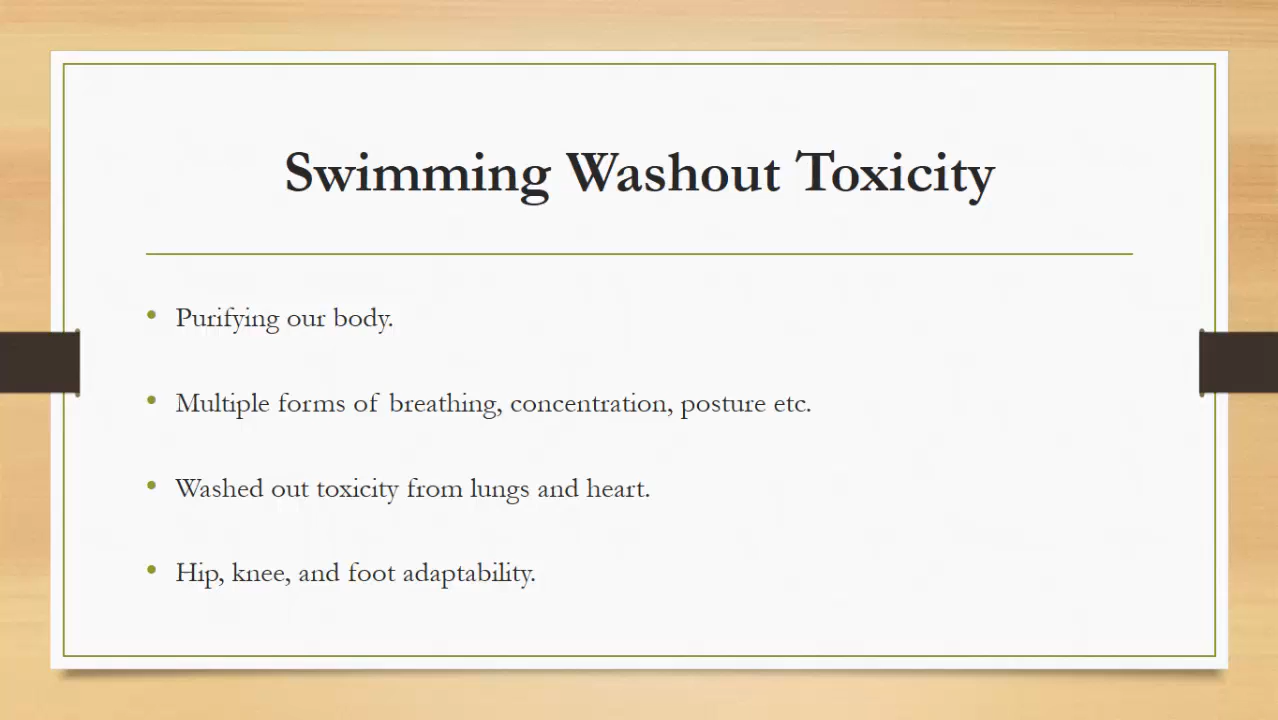 Swimming Washout Toxicity
• Purifying our body.
• Multiple forms of breathing, concentration, posture etc.
• Washed out toxicity from lungs and heart.
• Hip, knee, and foot adaptability.